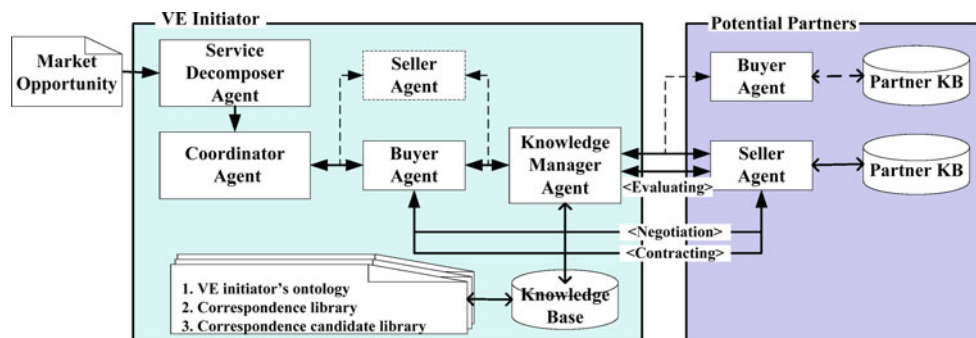 VE Initiator
Potential Partners
Market
Opportunity
Service
Decomposer
Agent
Seller
Agent
Buyer
Agent
Partner KB
Coordinator
Agent
Buyer
Agent
Knowledge
Manager
Agent
Seller
Agent
Partner KB
<Evaluating>
<Negotiation>
<Contracting>
1. VE initiator's ontology
2. Correspondence library
3. Correspondence candidate library
Knowledge
Base